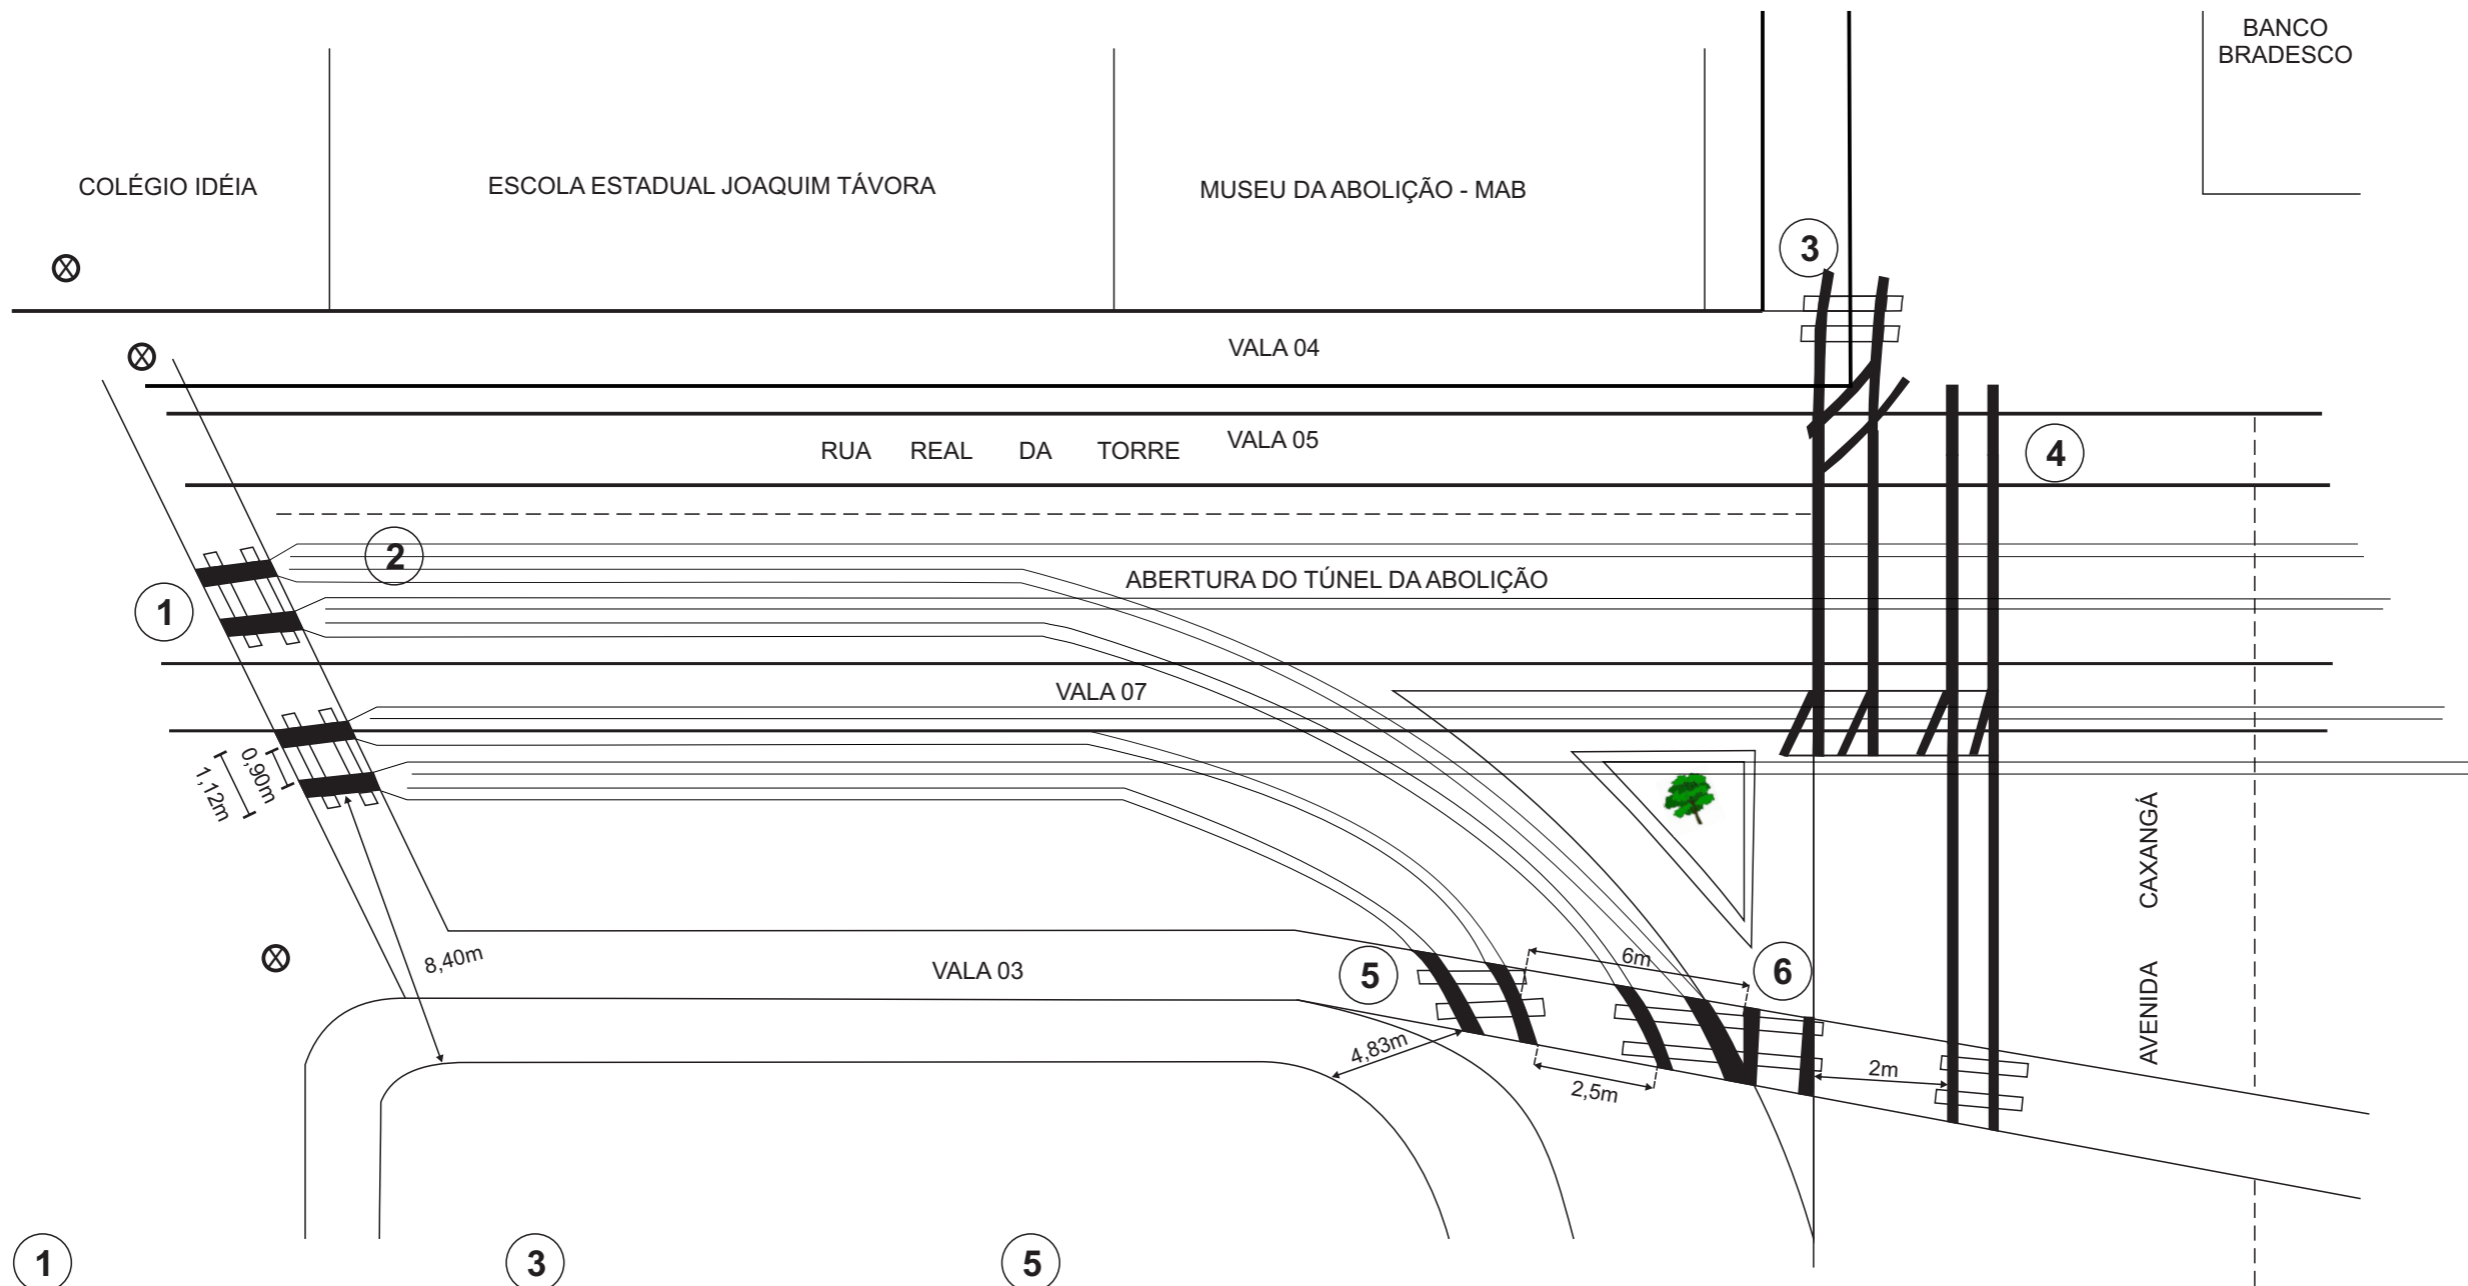 BANCO
BRADESCO
COLÉGIO IDÉIA
ESCOLA ESTADUAL JOAQUIM TÁVORA
MUSEU DA ABOLIÇÃO - MAB
3
VALA 04
RUA REAL DA TORRE
VALA 05
4
2
ABERTURA DO TÚNEL DA ABOLIÇÃO
1
VALA 07
0,90m
1,12m
AVENIDA CAXANGÁ
8,40m
VALA 03
5
6m
6
4,83m
2,5m
2m
1
3
5